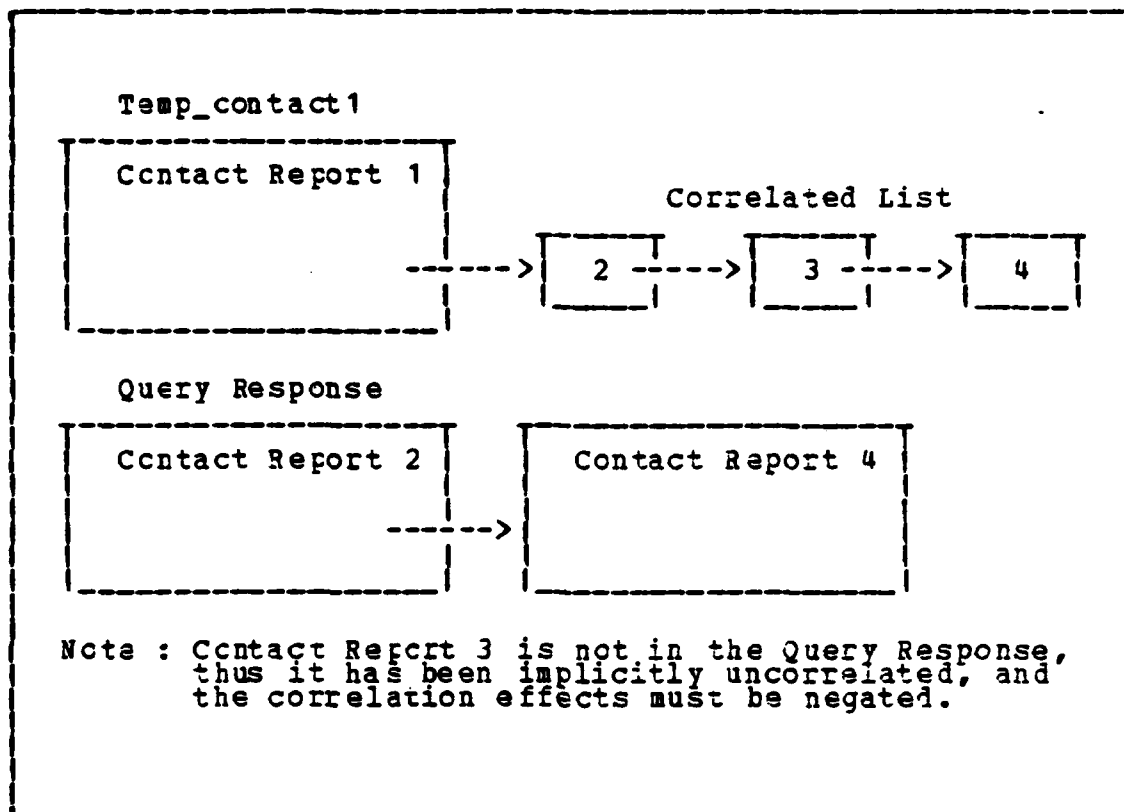 Temp_contact1
Contact Report 1
Correlated List
2 3 4
Query Response
Contact Report 2 Contact Report 4
Note : Contact Report 3 is not in the Query Response,
thus it has been implicitly uncorrelated, and
the correlation effects must be negated.